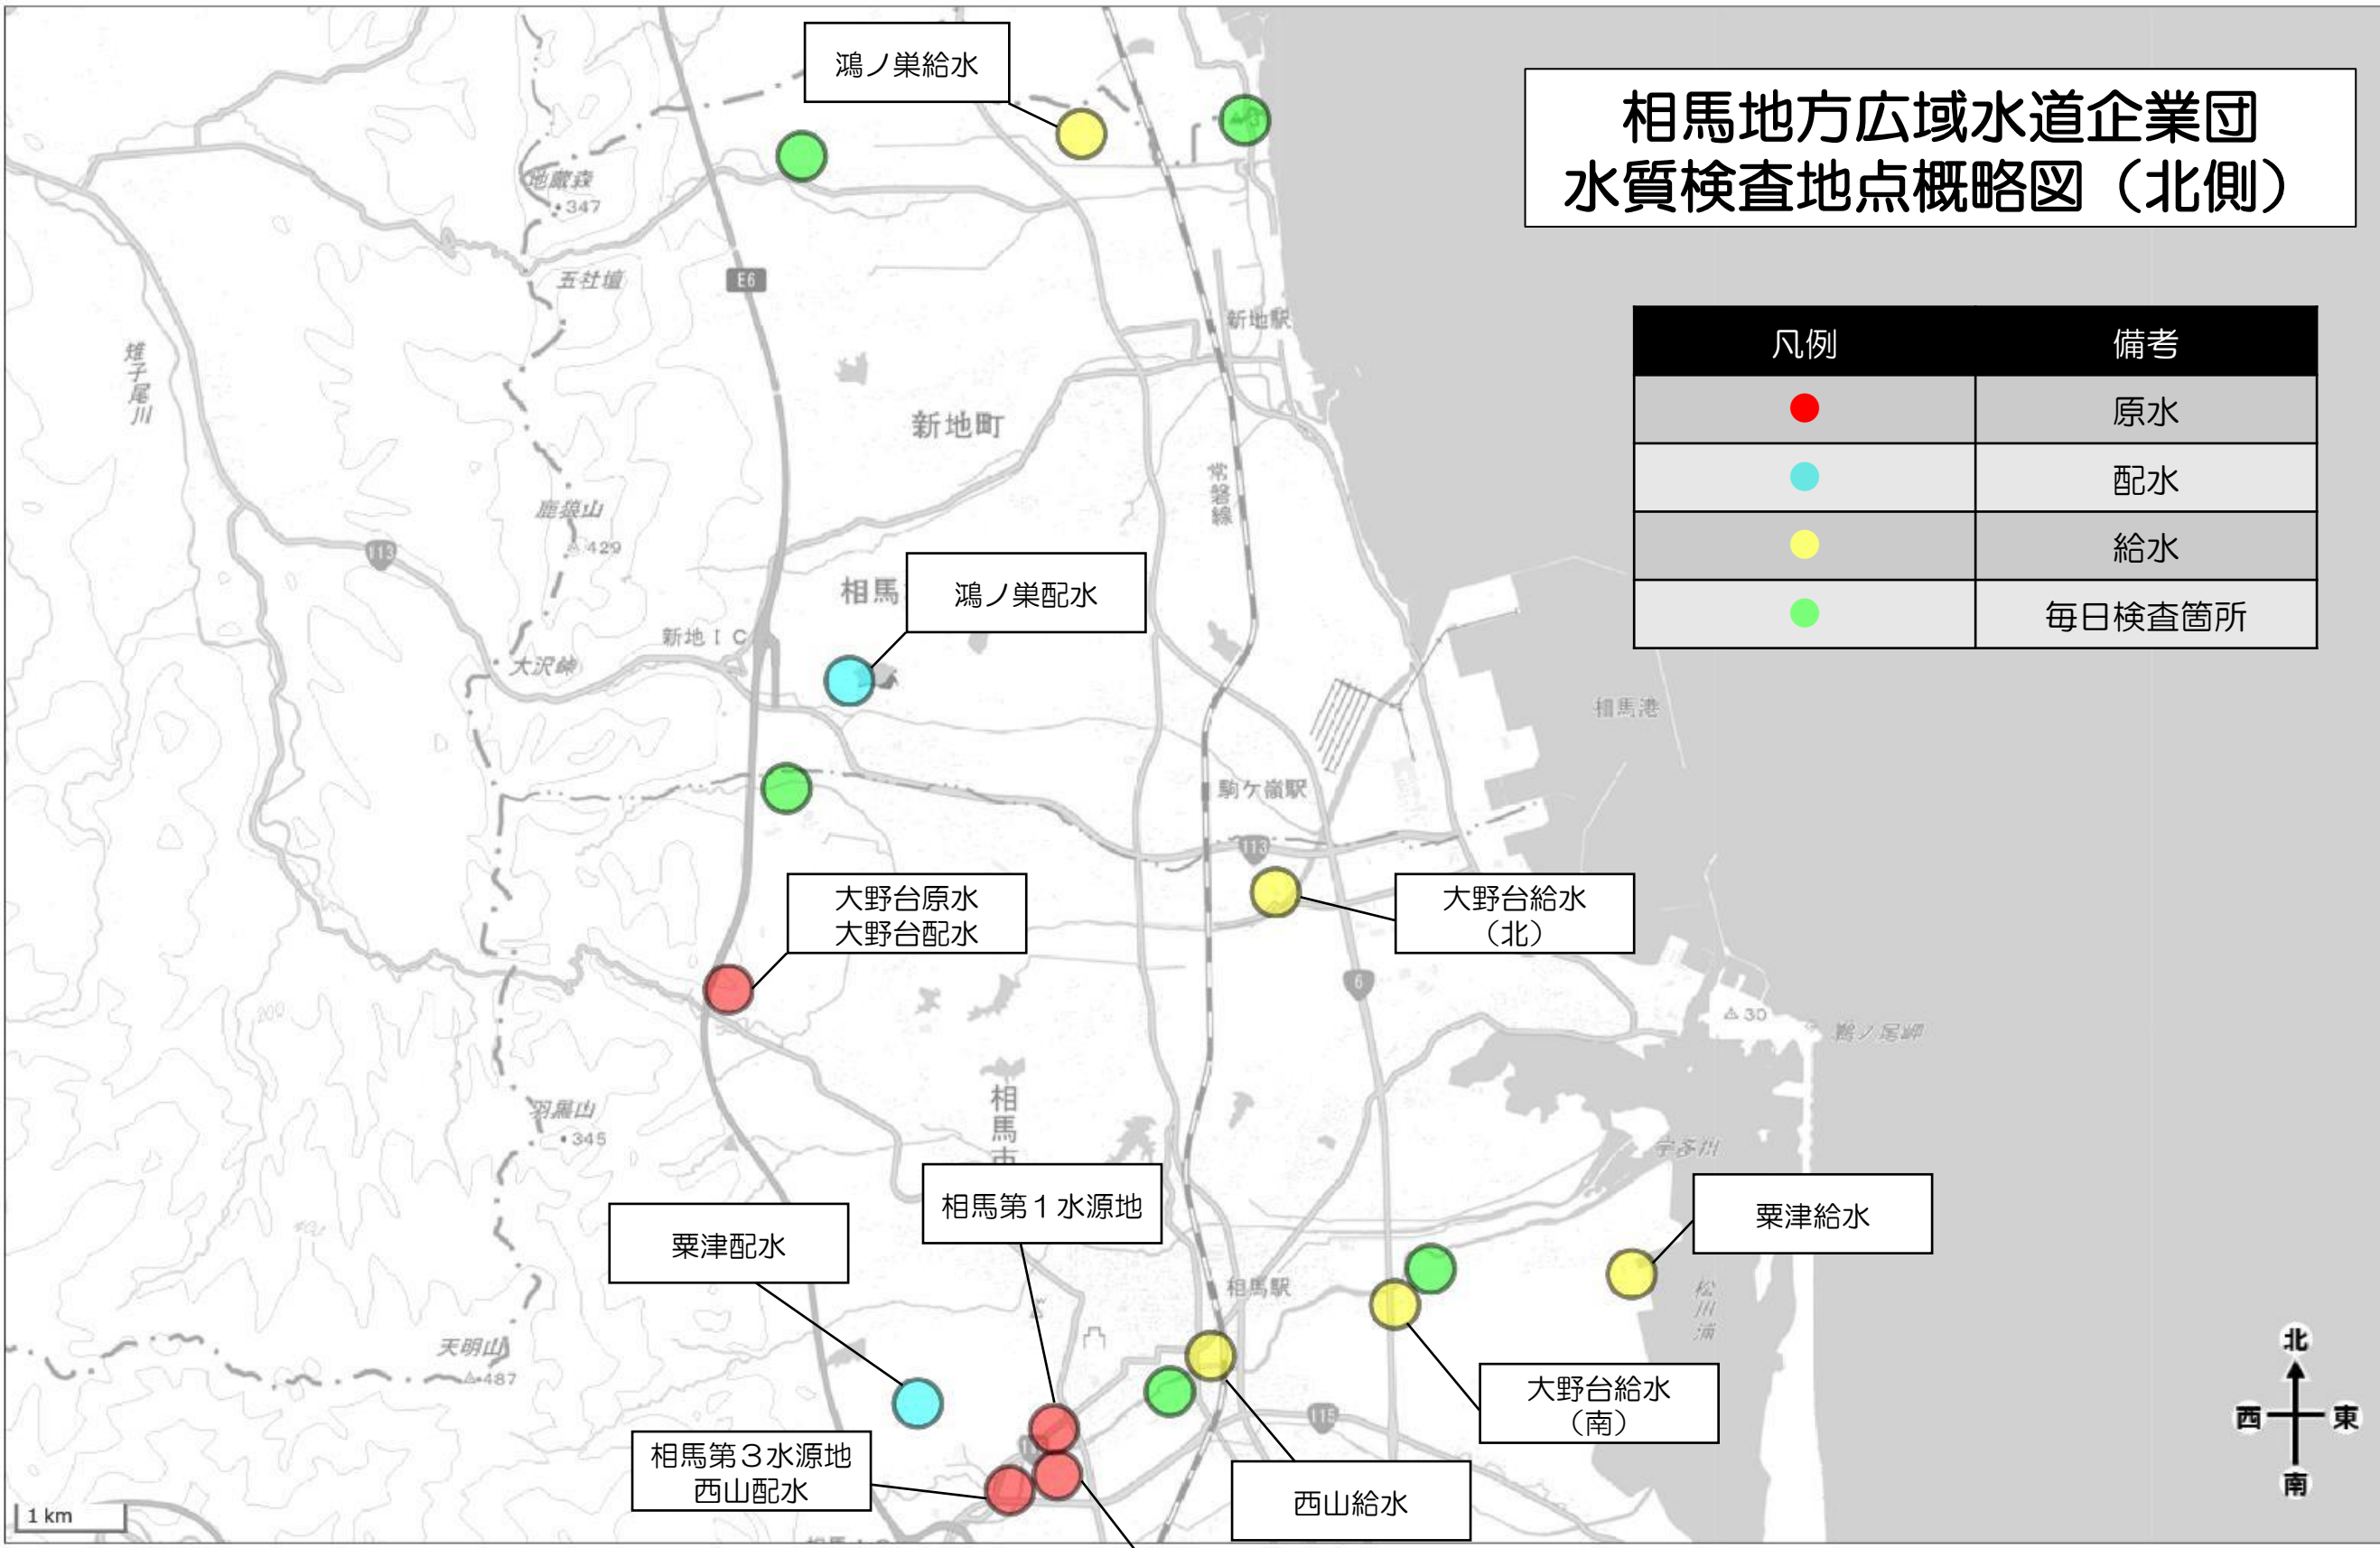 鴻ノ巣給水
相馬地方広域水道企業団
水質検査地点概略図（北側）
地蔵森
・347
五社壇
E6
新地駅
凡例 備考
原水
配水
給水
毎日検査箇所
雉子尾川
新地町
常磐線
鹿狼山
429
113
相馬
鴻ノ巣配水
新地ＩＣ
大沢峠
相馬港
駒ケ嶺駅
113
大野台原水
大野台配水
大野台給水
（北）
6
200
30
鵜ノ尾岬
羽黒山
・345
相馬市
宇多川
相馬第１水源地
粟津配水
粟津給水
相馬駅
松川浦
天明山
487
大野台給水
（南）
115
相馬第３水源地
西山配水
西山給水
1 km
北
西 東
南